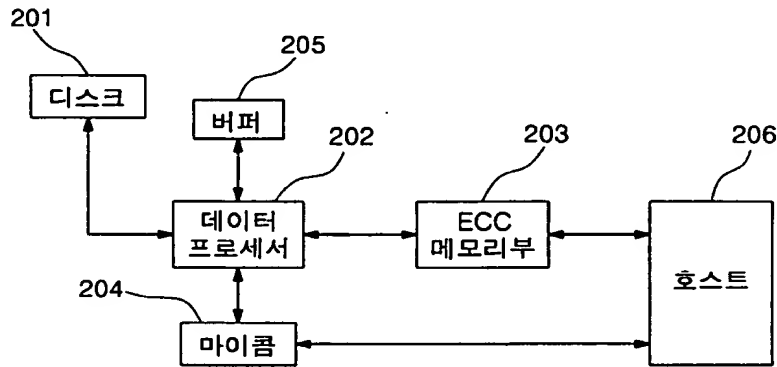 201
디스크
205
버퍼
202
데이터
프로세서
203
ECC
메모리부
206
호스트
204
마이콤